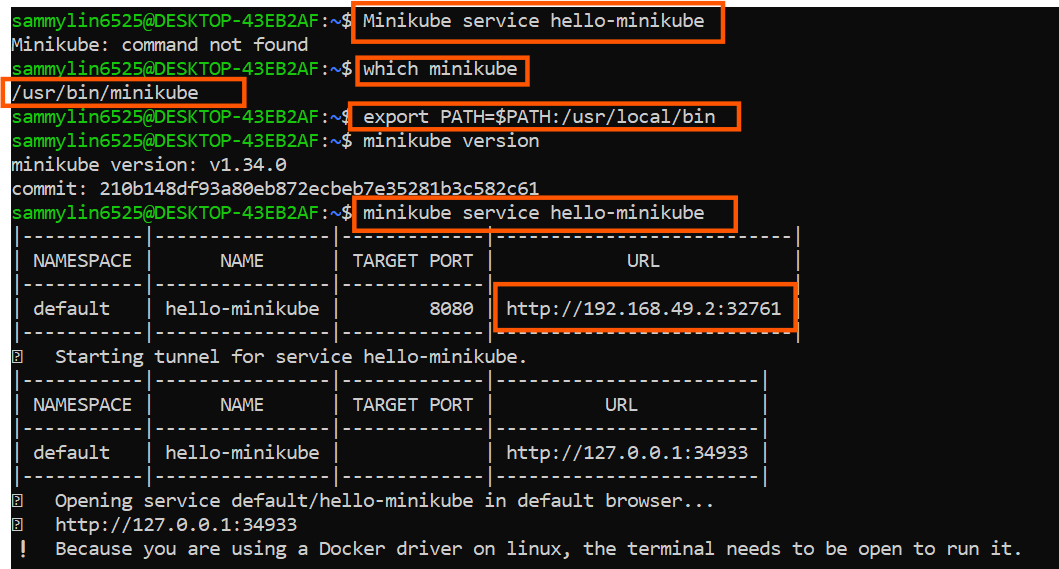 sammylin6525@DESKTOP-43EB2AF:~$ Minikube service hello-minikube
Minikube: command not found
sammylin6525@DESKTOP-43EB2AF:~$ which minikube
/usr/bin/minikube
sammylin6525@DESKTOP-43EB2AF:~$ export PATH=$PATH:/usr/local/bin
sammylin6525@DESKTOP-43EB2AF:~$ minikube version
minikube version: v1.34.0
commit: 210b148df93a80eb872ecbeb7e35281b3c582c61
sammylin6525@DESKTOP-43EB2AF:~$ minikube service hello-minikube
|-----------|----------------|-------------|---------------------------|
| NAMESPACE |      NAME      | TARGET PORT |            URL            |
|-----------|----------------|-------------|---------------------------|
| default   | hello-minikube |        8080 | http://192.168.49.2:32761 |
|-----------|----------------|-------------|---------------------------|
Starting tunnel for service hello-minikube.
|-----------|----------------|-------------|------------------------|
| NAMESPACE |      NAME      | TARGET PORT |          URL           |
|-----------|----------------|-------------|------------------------|
| default   | hello-minikube |             | http://127.0.0.1:34933 |
|-----------|----------------|-------------|------------------------|
Opening service default/hello-minikube in default browser...
http://127.0.0.1:34933
! Because you are using a Docker driver on linux, the terminal needs to be open to run it.